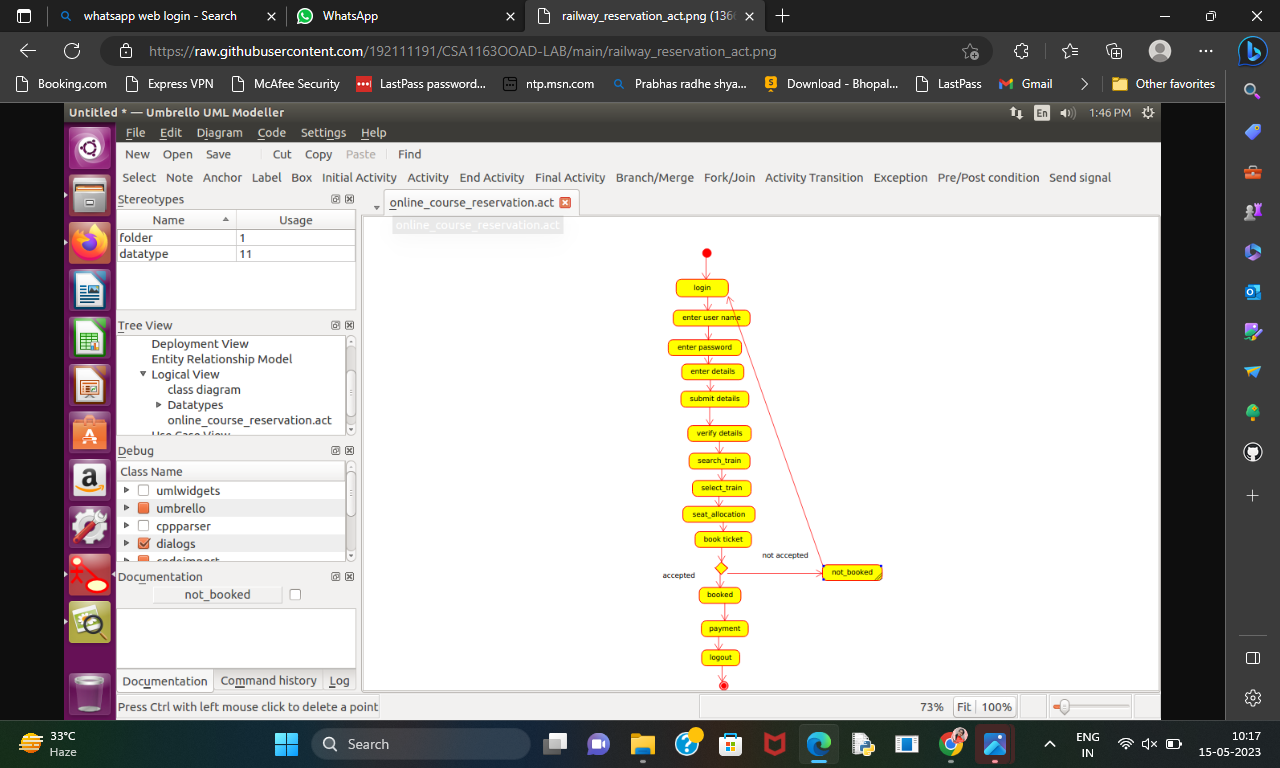 whatsapp web login - Search
WhatsApp
railway_reservation_act.png (136
https://raw.githubusercontent.com/192111191/CSA1163OOAD-LAB/main/railway_reservation_act.png
Booking.com Express VPN McAfee Security LastPass password... ntp.msn.com Prabhas radhe shya... Download - Bhopal... LastPass Gmail Other favorites
Untitled * — Umbrello UML Modeller En 1:46 PM
File Edit Diagram Code Settings Help
New Open Save Cut Copy Paste Find
Select Note Anchor Label Box Initial Activity Activity End Activity Final Activity Branch/Merge Fork/Join Activity Transition Exception Pre/Post condition Send signal
Stereotypes
Name Usage
folder 1
datatype 11
Tree View
Deployment View
Entity Relationship Model
Logical View
class diagram
Datatypes
online_course_reservation.act
Use Case View
Debug
Class Name
umlwidgets
umbrello
cppparser
dialogs
codeimport
Documentation
not_booked
Documentation Command history Log
online_course_reservation.act
online_course_reservation.act
login
enter user name
enter password
enter details
submit details
verify details
search_train
select_train
seat_allocation
book ticket
not accepted
accepted
not_booked
booked
payment
logout
Press Ctrl with left mouse click to delete a point
73% Fit 100%
33°C
Haze
Search
ENG
IN
10:17
15-05-2023